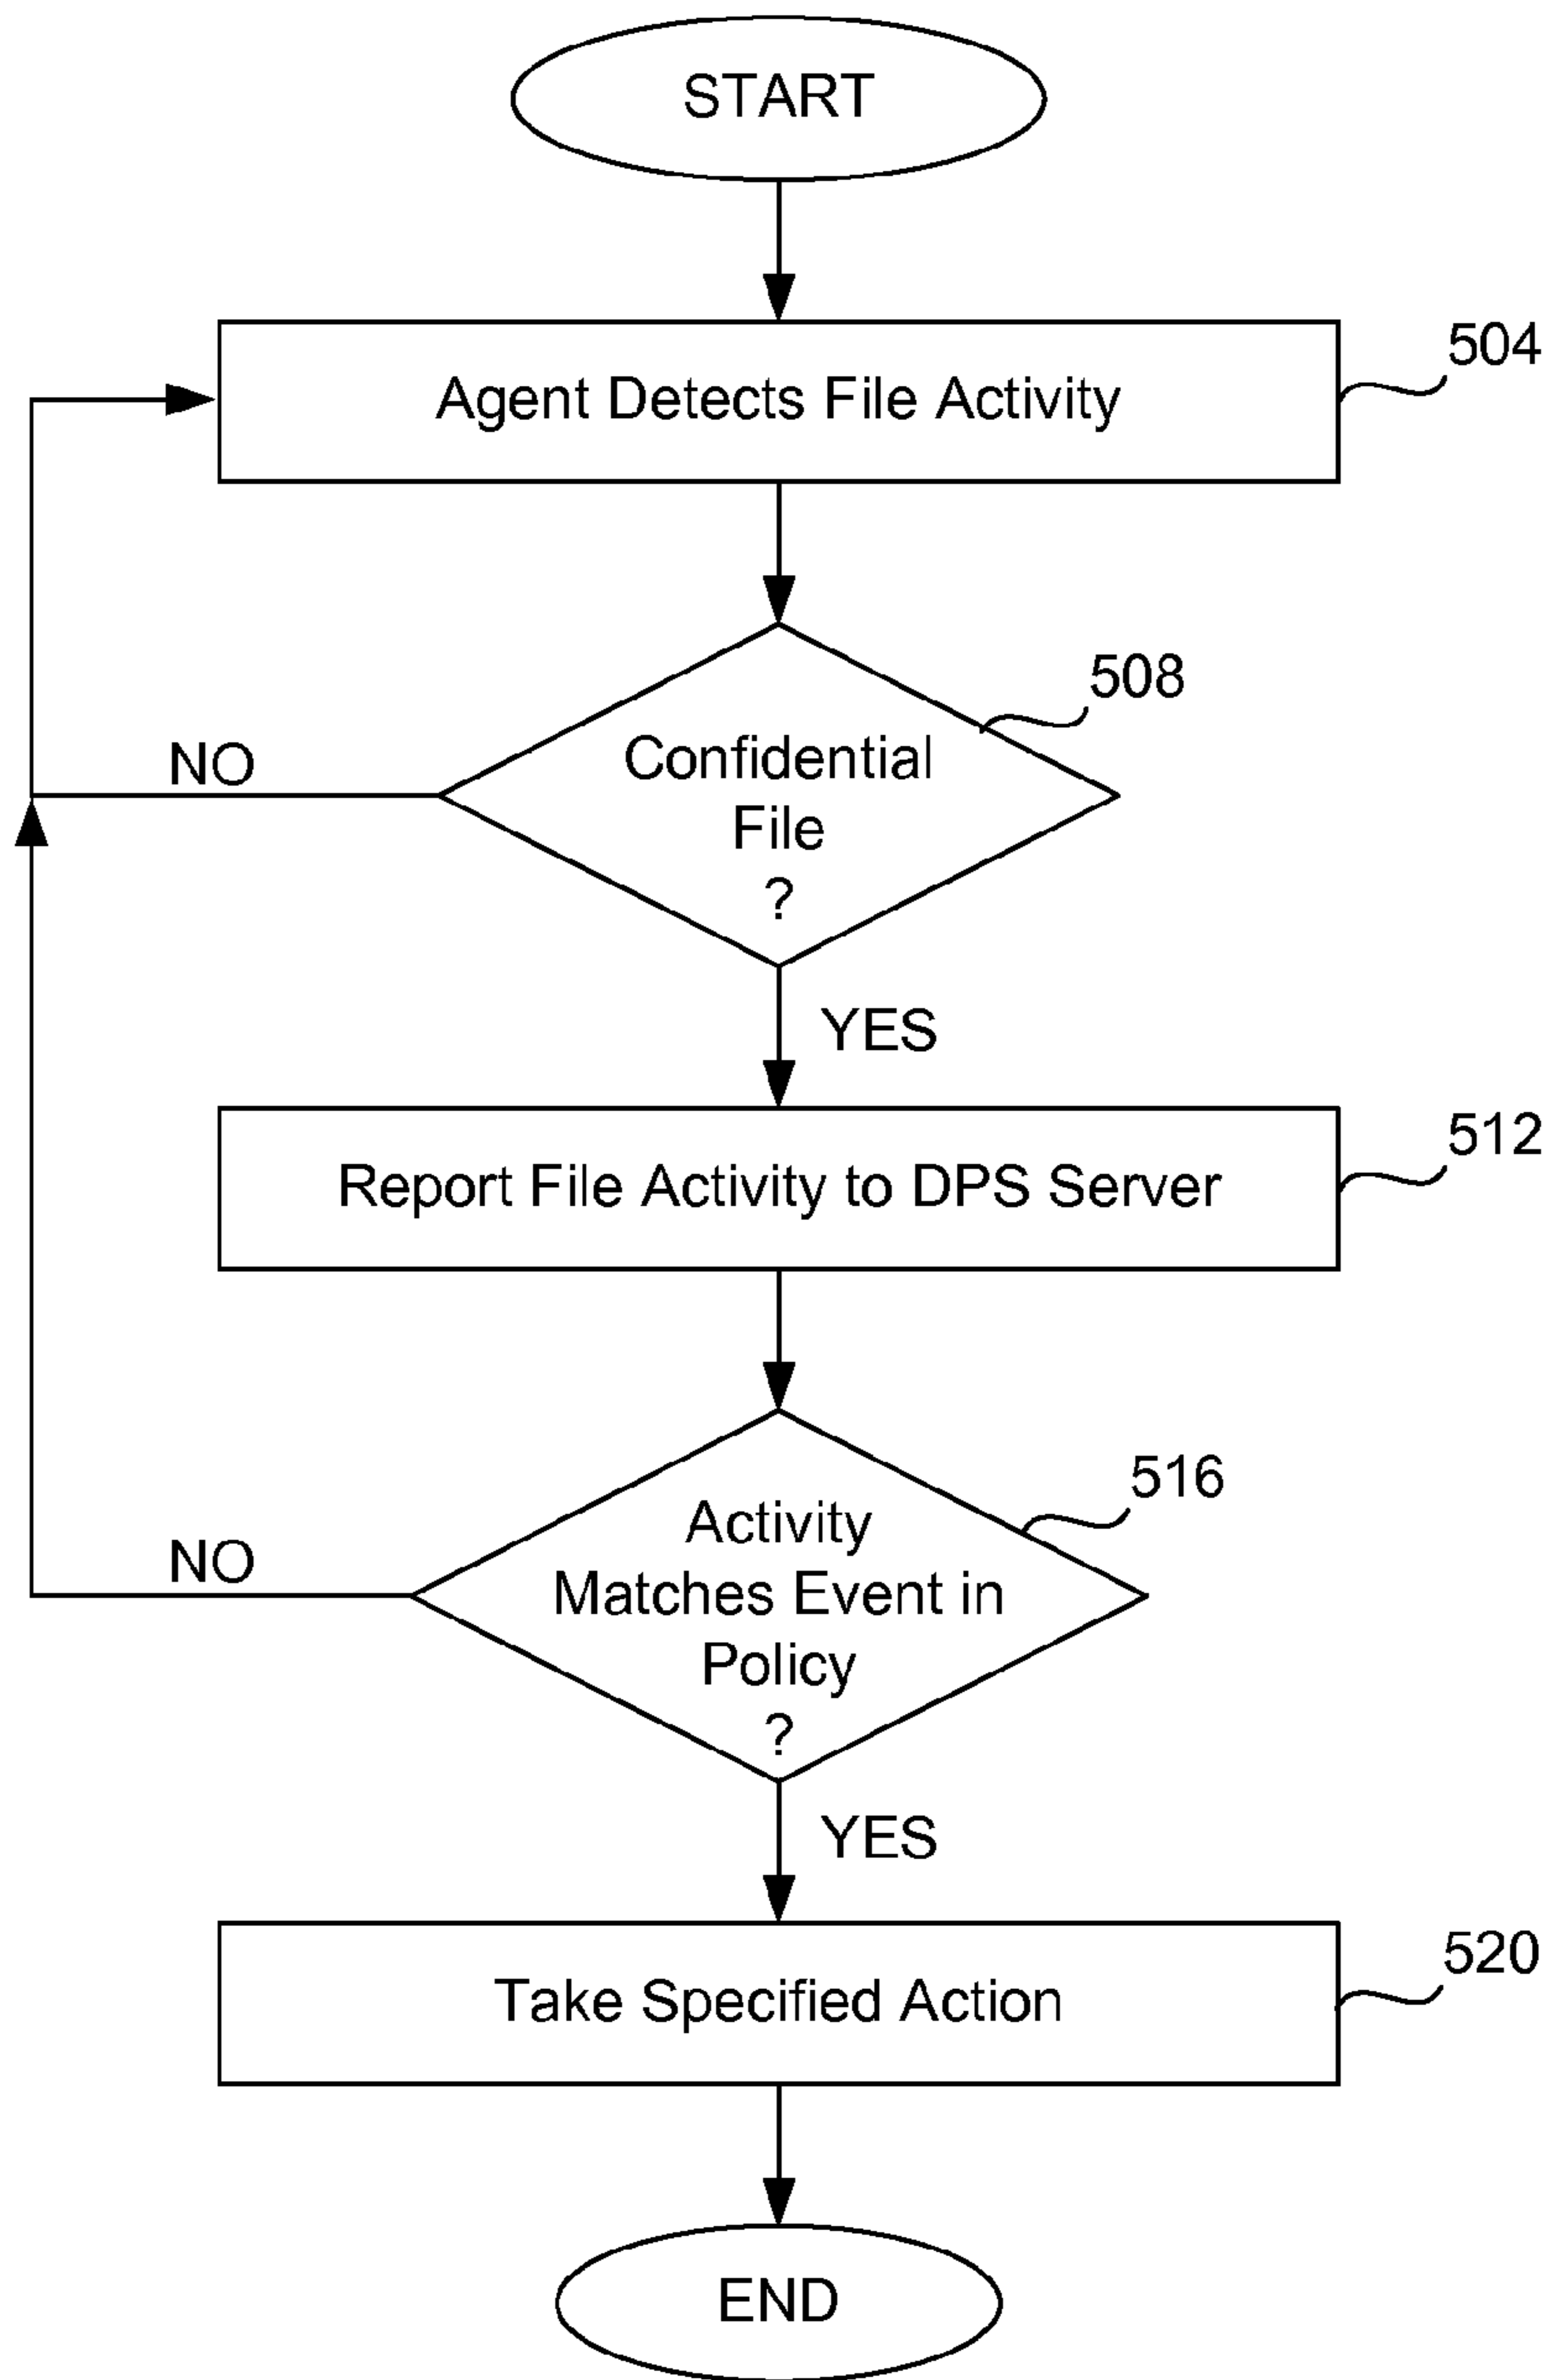 START
Agent Detects File Activity
504
508
Confidential
File
?
NO
YES
Report File Activity to DPS Server
512
516
Activity
Matches Event in
Policy
?
NO
YES
Take Specified Action
520
END